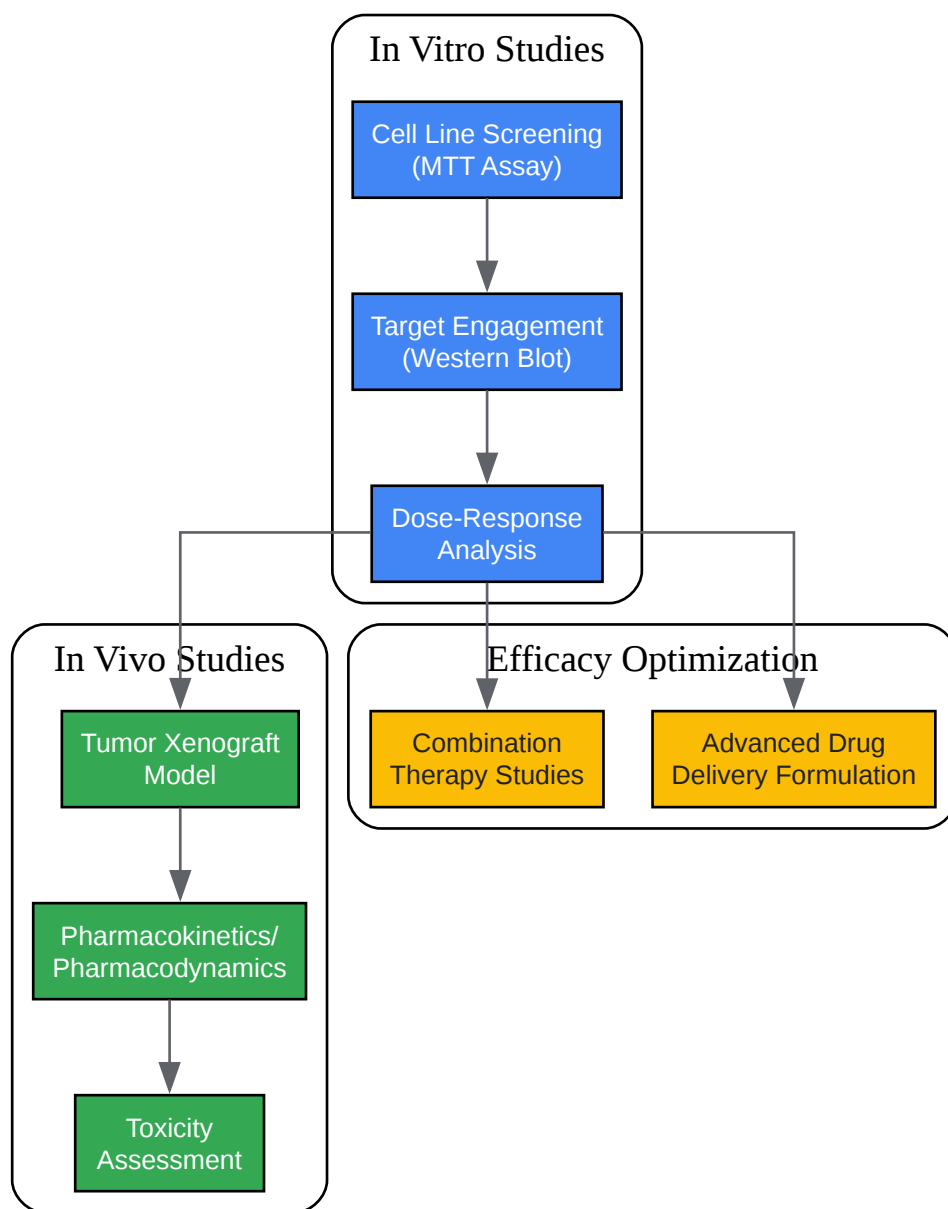 In Vitro Studies
Cell Line Screening
(MTT Assay)
Target Engagement
(Western Blot)
Dose-Response
Analysis
In Vivo Studies
Tumor Xenograft
Model
Pharmacokinetics/
Pharmacodynamics
Toxicity
Assessment
Efficacy Optimization
Combination
Therapy Studies
Advanced Drug
Delivery Formulation